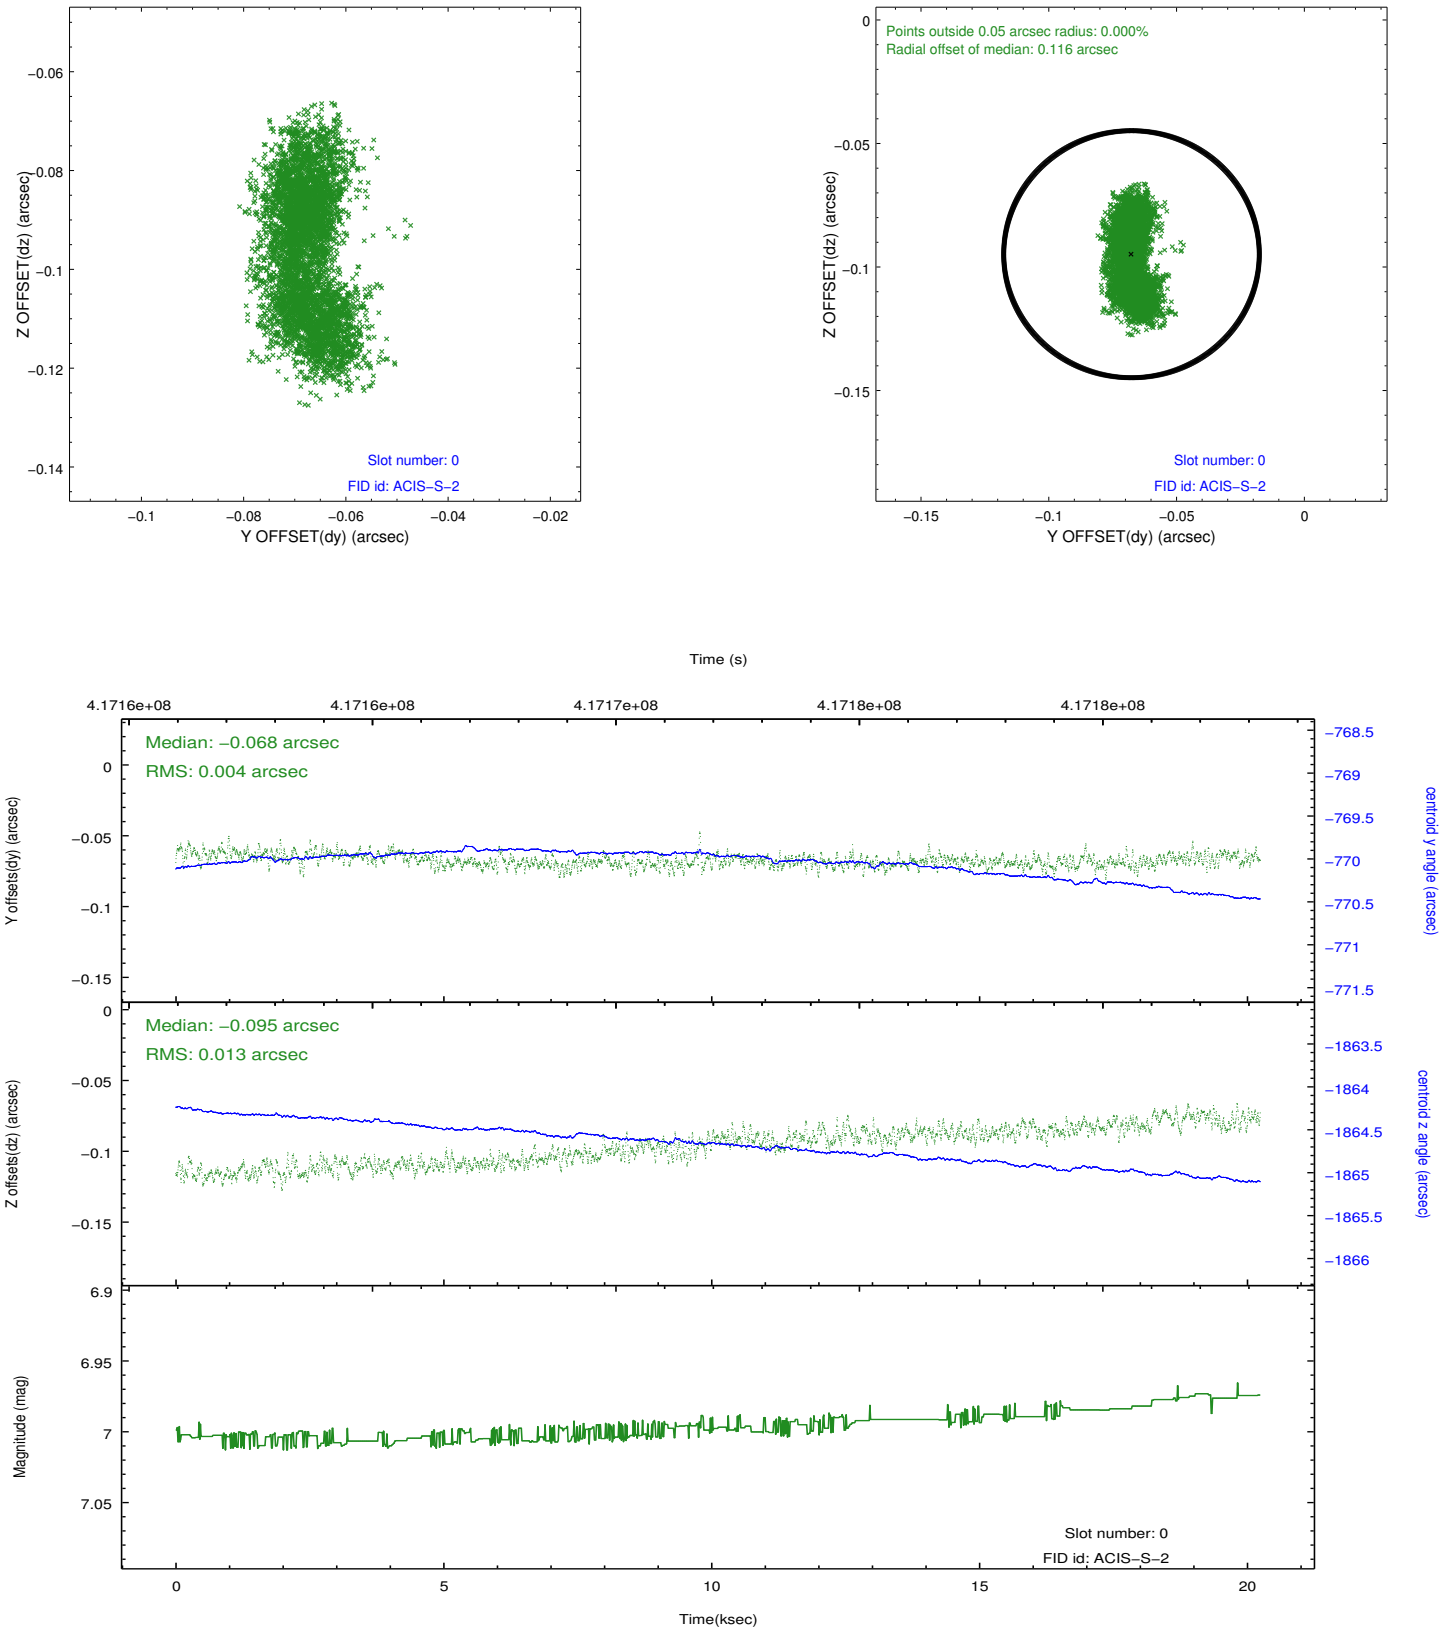 −0.06
−0.08
−0.1
−0.12
−0.14
Z OFFSET(dz) (arcsec)
Slot number: 0
FID id: ACIS−S−2
−0.1
−0.08
−0.06
−0.04
−0.02
Y OFFSET(dy) (arcsec)
Points outside 0.05 arcsec radius: 0.000%
Radial offset of median: 0.116 arcsec
0
−0.05
−0.1
−0.15
Z OFFSET(dz) (arcsec)
Slot number: 0
FID id: ACIS−S−2
−0.15
−0.1
−0.05
0
Y OFFSET(dy) (arcsec)
Time (s)
4.1716e+08
4.1716e+08
4.1717e+08
4.1718e+08
4.1718e+08
Median: −0.068 arcsec
RMS: 0.004 arcsec
0
−0.05
−0.1
−0.15
Y offsets(dy) (arcsec)
−768.5
−769
−769.5
−770
−770.5
−771
−771.5
centroid y angle (arcsec)
Median: −0.095 arcsec
RMS: 0.013 arcsec
0
−0.05
−0.1
−0.15
Z offsets(dz) (arcsec)
−1863.5
−1864
−1864.5
−1865
−1865.5
−1866
centroid z angle (arcsec)
6.9
6.95
7
7.05
Magnitude (mag)
Slot number: 0
FID id: ACIS−S−2
0
5
10
15
20
Time(ksec)